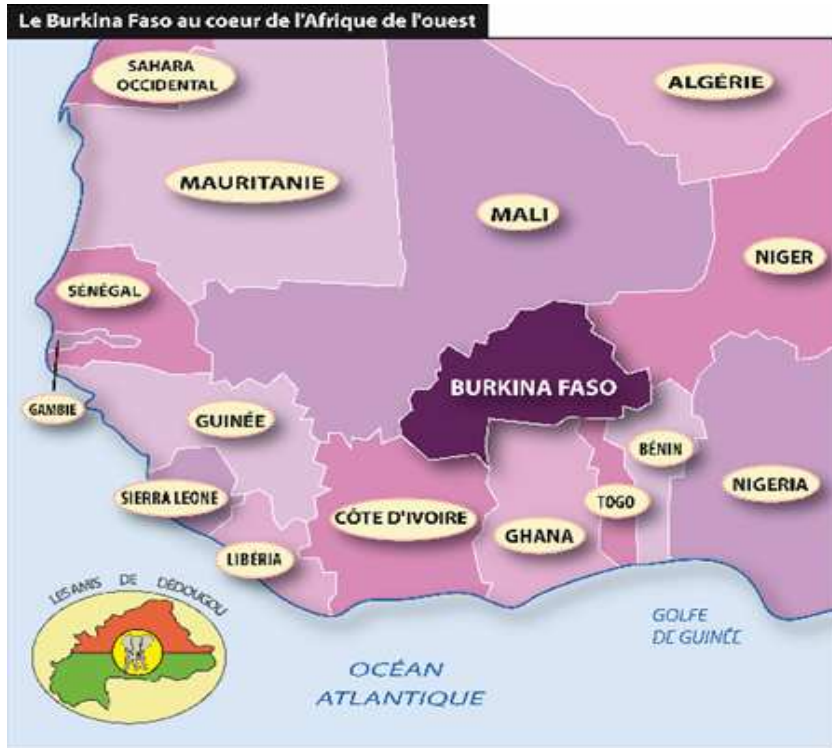 Le Burkina Faso au coeur de l'Afrique de l'ouest
SAHARA
OCCIDENTAL
ALGÉRIE
MAURITANIE
MALI
NIGER
SÉNÉGAL
BURKINA FASO
GAMBIE
GUINÉE
BÉNIN
NIGERIA
SIERRA LEONE
TOGO
CÔTE D'IVOIRE
GHANA
LIBÉRIA
LES AMIS DE DÉDOUGOU
GOLFE
DE GUINÉE
OCÉAN
ATLANTIQUE